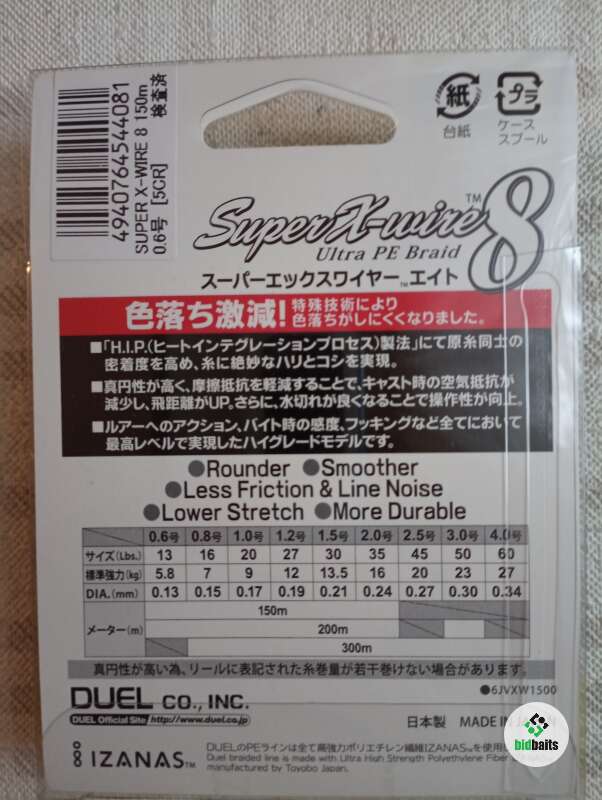 4940764544081
SUPER X-WIRE 8 150m
0.6号 [5CR] 検査済
紙
台紙
プラ
ケース
スプール
Super X-wire 8™
Ultra PE Braid
スーパーエックスワイヤー™エイト
色落ち激減! 特殊技術により
色落ちがしにくくなりました。
■「H.I.P.(ヒートインテグレーションプロセス)製法」にて原糸同士の
密着度を高め、糸に絶妙なハリとコシを実現。
■真円性が高く、摩擦抵抗を軽減することで、キャスト時の空気抵抗が
減少し、飛距離がUP。さらに、水切れが良くなることで操作性が向上。
■ルアーへのアクション、バイト時の感度、フッキングなど全てにおいて
最高レベルで実現したハイグレードモデルです。
●Rounder ●Smoother
●Less Friction & Line Noise
●Lower Stretch ●More Durable
0.6号 0.8号 1.0号 1.2号 1.5号 2.0号 2.5号 3.0号 4.0号
サイズ(Lbs.) 13 16 20 27 30 35 45 50 60
標準強力(kg) 5.8 7 9 12 13.5 16 20 23 27
DIA.(mm) 0.13 0.15 0.17 0.19 0.21 0.24 0.27 0.30 0.34
メーター(m) 150m
200m
300m
真円性が高い為、リールに表記された糸巻量が若干巻けない場合があります。
DUEL CO., INC.
●6JVXW1500
DUEL Official Site http://www.duel.co.jp
日本製 MADE IN
IZANAS™
DUELのPEラインは全て最強力ポリエチレン繊維IZANAS™を使用
Duel braided line is made with Ultra High Strength Polyethylene Fiber
manufactured by Toyobo Japan.
bidbaits